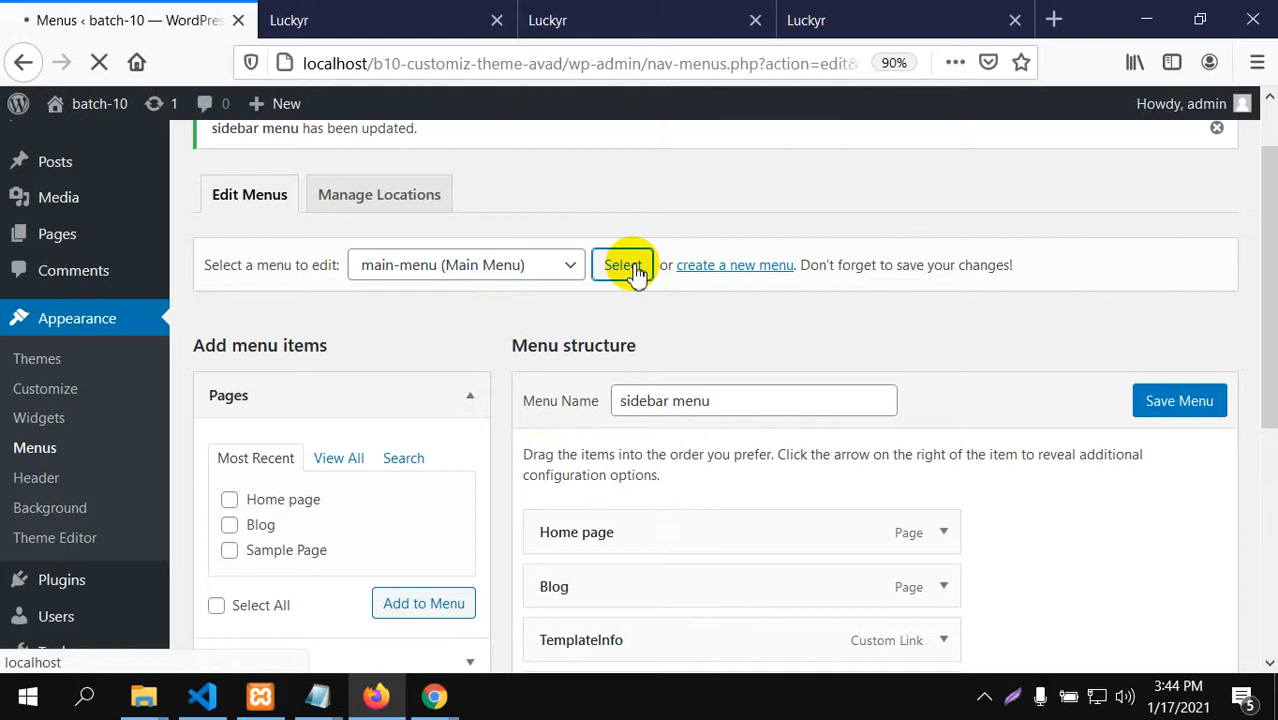 Menus ‹ batch-10 — WordPres
Luckyr
Luckyr
Luckyr
localhost/b10-customiz-theme-avad/wp-admin/nav-menus.php?action=edit&
90%
batch-10
1
0
New
Howdy, admin
sidebar menu has been updated.
Posts
Media
Pages
Comments
Appearance
Themes
Customize
Widgets
Menus
Header
Background
Theme Editor
Plugins
Users
Edit Menus
Manage Locations
Select a menu to edit:
main-menu (Main Menu)
Select
or create a new menu. Don’t forget to save your changes!
Add menu items
Menu structure
Pages
Menu Name
sidebar menu
Save Menu
Most Recent
View All
Search
Home page
Blog
Sample Page
Select All
Add to Menu
Drag the items into the order you prefer. Click the arrow on the right of the item to reveal additional
configuration options.
Home page
Page
Blog
Page
TemplateInfo
Custom Link
localhost
3:44 PM
1/17/2021
5